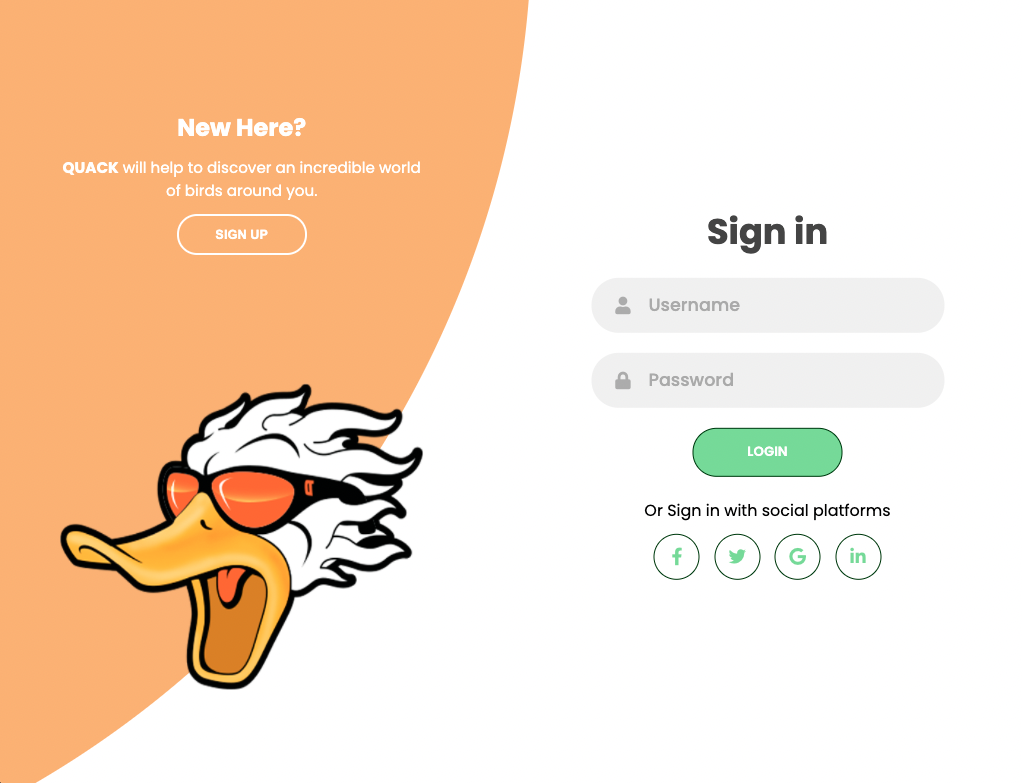 New Here?
QUACK will help to discover an incredible world
of birds around you.
SIGN UP
Sign in
Username
Password
LOGIN
Or Sign in with social platforms